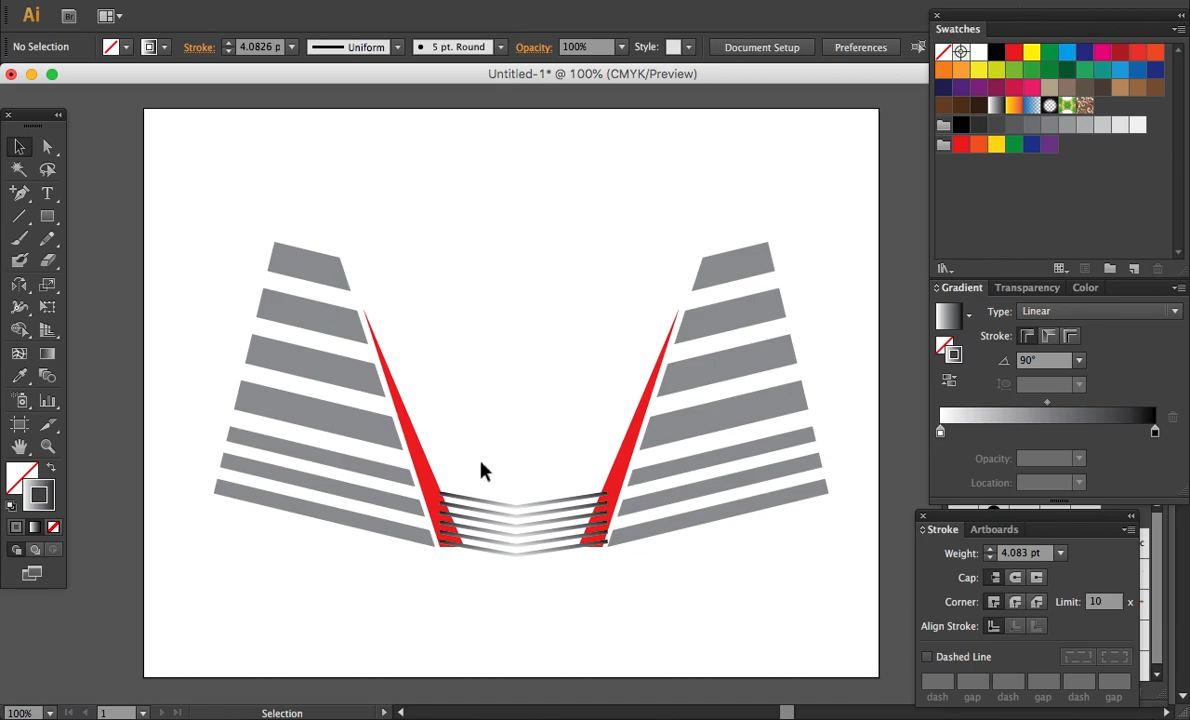 Ai Br
No Selection Stroke: 4.0826 p Uniform 5 pt. Round Opacity: 100% Style: Document Setup Preferences
Untitled-1* @ 100% (CMYK/Preview)
Swatches
Gradient Transparency Color
Type: Linear
Stroke:
90°
Opacity:
Location:
Stroke Artboards
Weight: 4.083 pt
Cap:
Corner: Limit: 10 x
Align Stroke:
Dashed Line
dash gap dash gap dash gap
T
100% 1 Selection